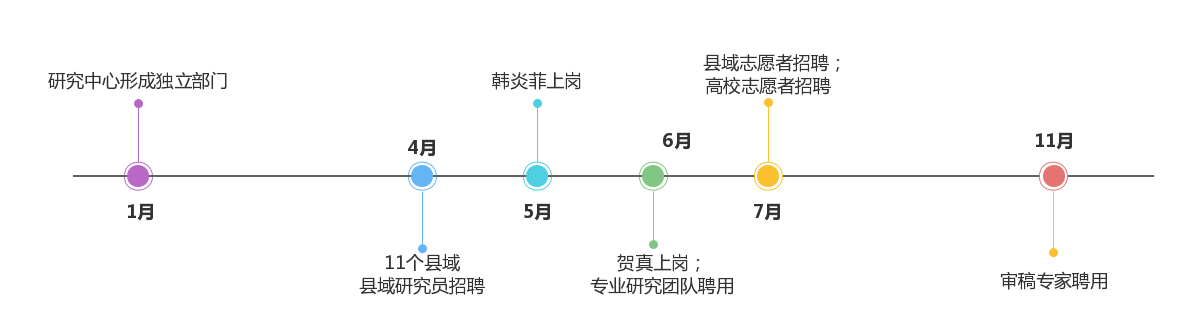 研究中心形成独立部门
1月
4月
11个县域
县域研究员招聘
韩炎菲上岗
5月
6月
贺真上岗；
专业研究团队聘用
县域志愿者招聘；
高校志愿者招聘
7月
11月
审稿专家聘用